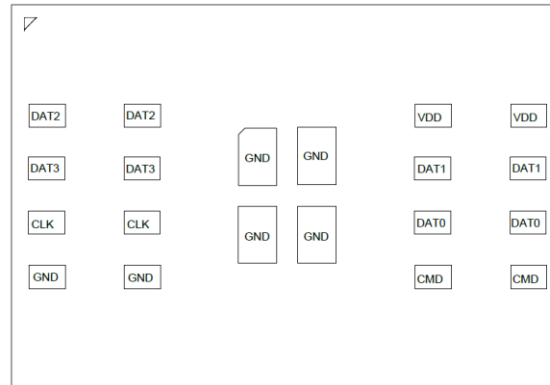 DAT2 DAT2 VDD VDD
GND GND
DAT3 DAT3 DAT1 DAT1
CLK CLK DAT0 DAT0
GND GND
GND GND CMD CMD